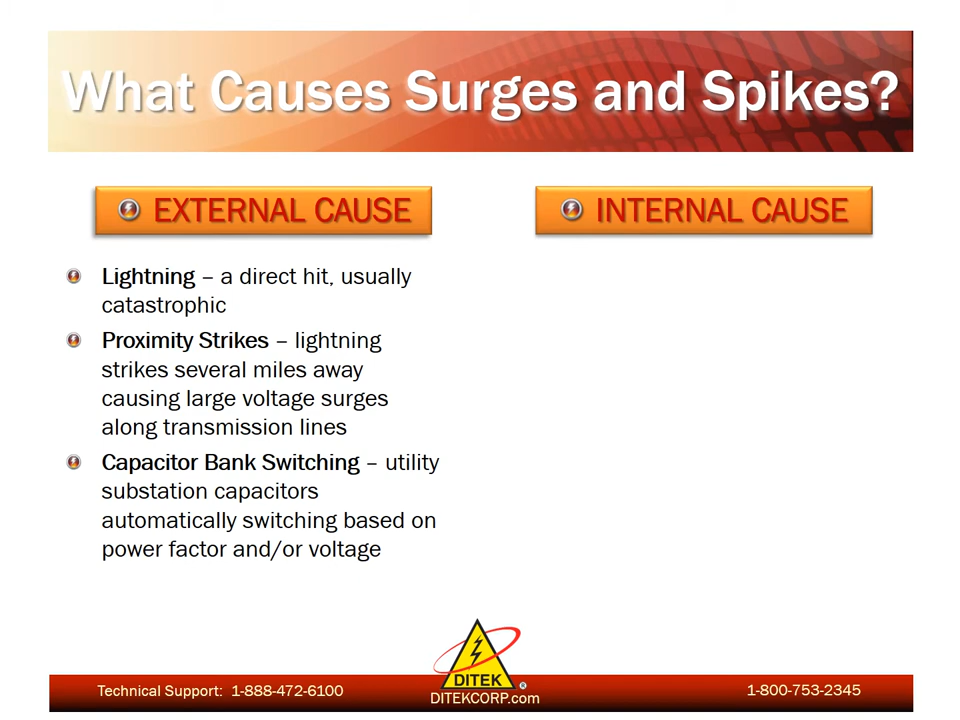 What Causes Surges and Spikes?
EXTERNAL CAUSE
Lightning – a direct hit, usually
catastrophic
Proximity Strikes – lightning
strikes several miles away
causing large voltage surges
along transmission lines
Capacitor Bank Switching – utility
substation capacitors
automatically switching based on
power factor and/or voltage
INTERNAL CAUSE
Technical Support: 1-888-472-6100
DITEK®
DITEKCORP.com
1-800-753-2345